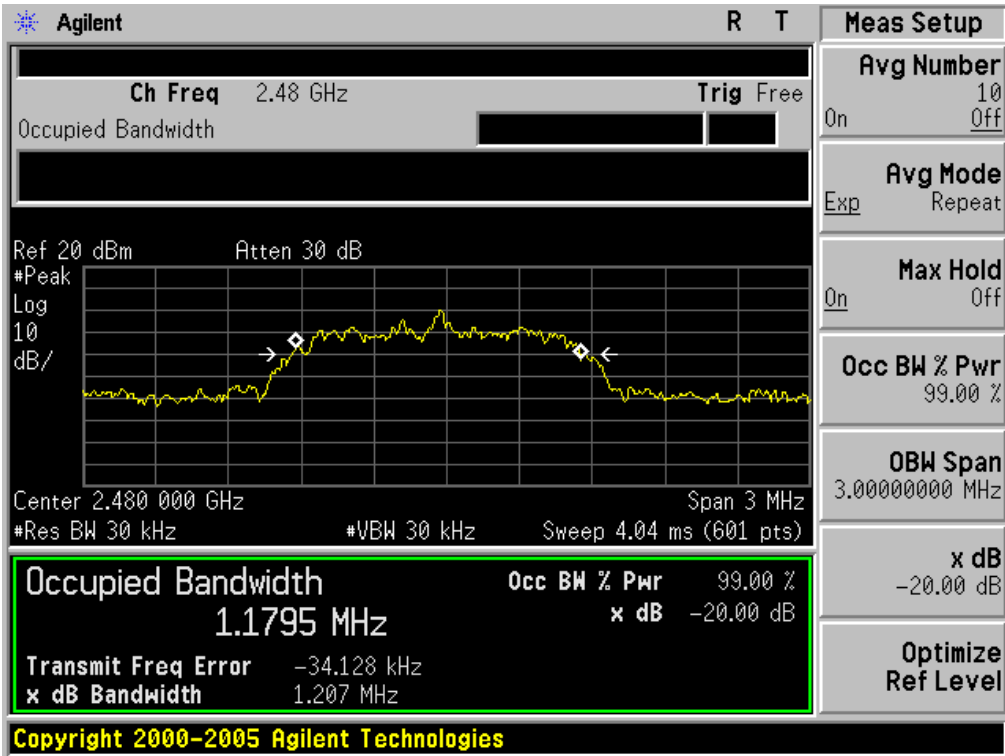 Agilent R T
Ch Freq 2.48 GHz Trig Free
Occupied Bandwidth
Ref 20 dBm Atten 30 dB
#Peak
Log
10
dB/
Center 2.480 000 GHz Span 3 MHz
#Res BW 30 kHz #VBW 30 kHz Sweep 4.04 ms (601 pts)
Occupied Bandwidth Occ BW % Pwr 99.00 %
1.1795 MHz x dB -20.00 dB
Transmit Freq Error -34.128 kHz
x dB Bandwidth 1.207 MHz
Copyright 2000-2005 Agilent Technologies
Meas Setup
Avg Number
10
On Off
Avg Mode
Exp Repeat
Max Hold
On Off
Occ BW % Pwr
99.00 %
OBW Span
3.00000000 MHz
x dB
-20.00 dB
Optimize
Ref Level